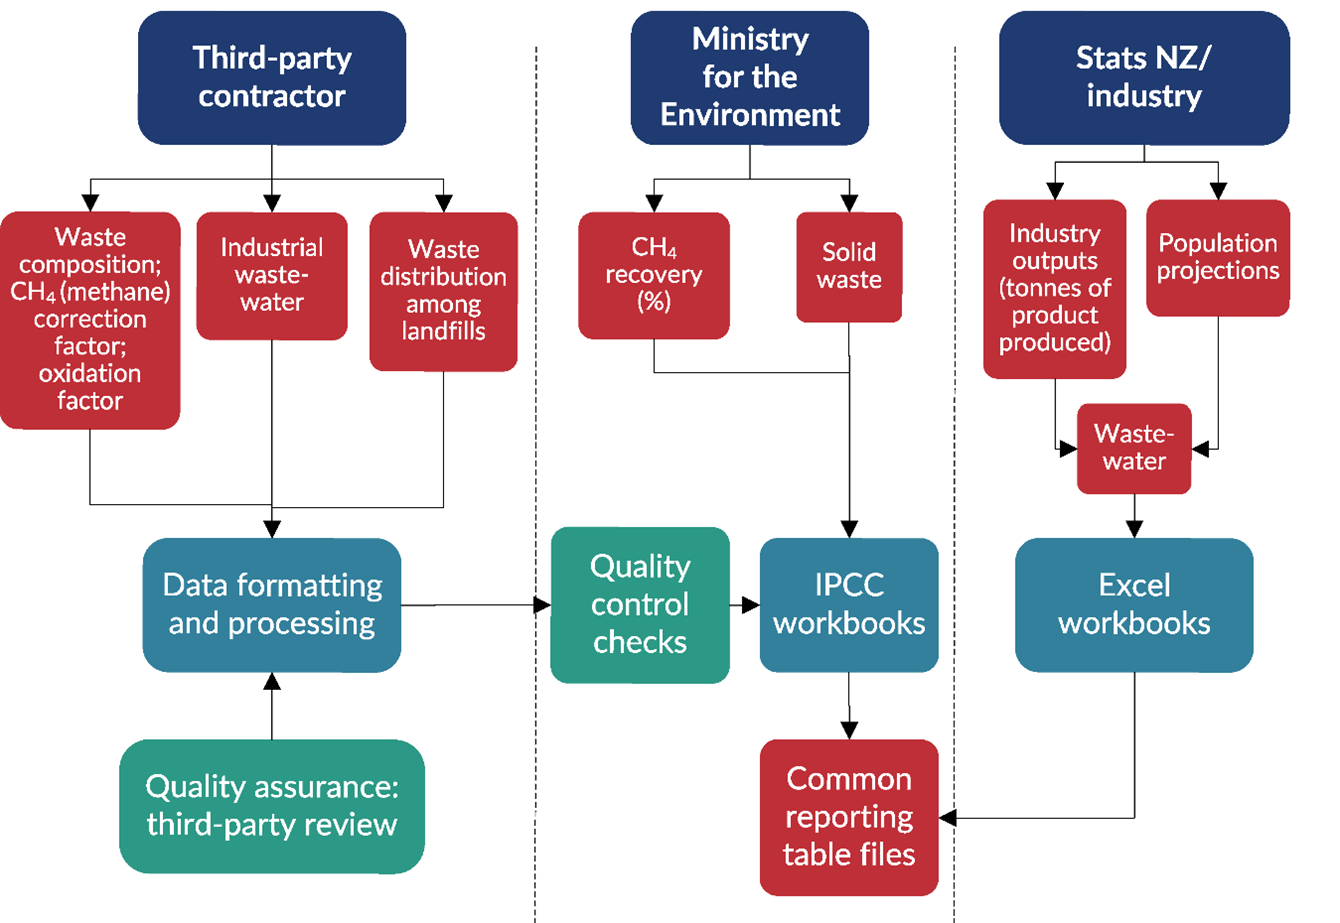 Third-party
contractor
Ministry
for the
Environment
Stats NZ/
industry
Waste
composition;
CH₄ (methane)
correction
factor;
oxidation
factor
Industrial
waste-
water
Waste
distribution
among
landfills
CH₄
recovery
(%)
Solid
waste
Industry
outputs
(tonnes of
product
produced)
Population
projections
Waste-
water
Data formatting
and processing
Quality
control
checks
IPCC
workbooks
Excel
workbooks
Quality assurance:
third-party review
Common
reporting
table files